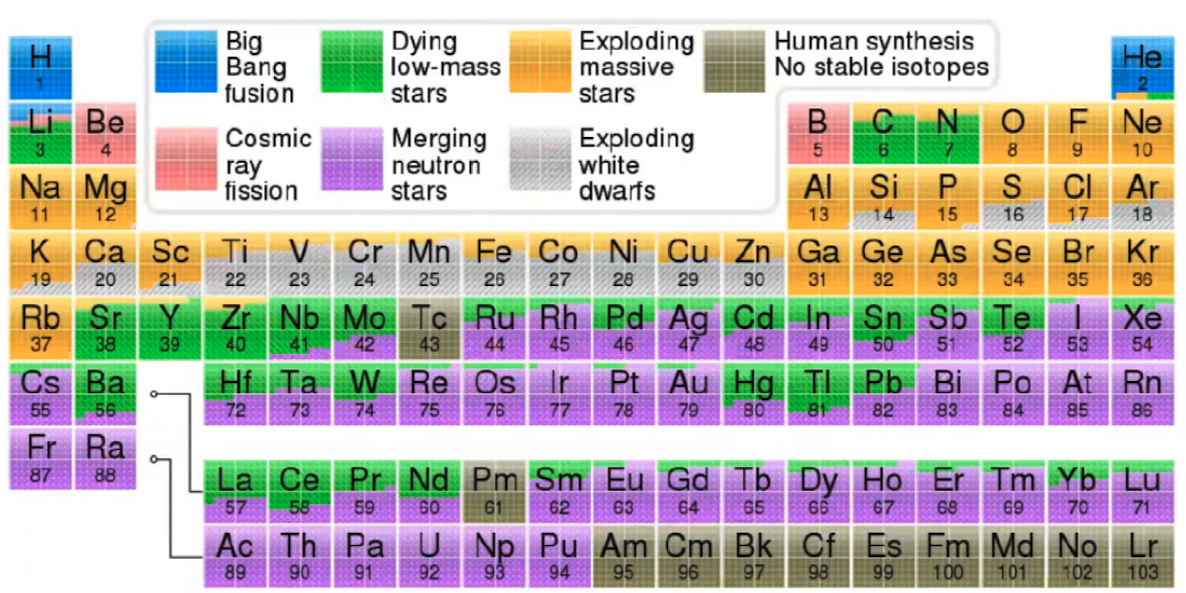 Big Bang fusion
Dying low-mass stars
Exploding massive stars
Human synthesis
No stable isotopes
Cosmic ray fission
Merging neutron stars
Exploding white dwarfs
H He
1 2
Li Be B C N O F Ne
3 4 5 6 7 8 9 10
Na Mg Al Si P S Cl Ar
11 12 13 14 15 16 17 18
K Ca Sc Ti V Cr Mn Fe Co Ni Cu Zn Ga Ge As Se Br Kr
19 20 21 22 23 24 25 26 27 28 29 30 31 32 33 34 35 36
Rb Sr Y Zr Nb Mo Tc Ru Rh Pd Ag Cd In Sn Sb Te I Xe
37 38 39 40 41 42 43 44 45 46 47 48 49 50 51 52 53 54
Cs Ba Hf Ta W Re Os Ir Pt Au Hg Tl Pb Bi Po At Rn
55 56 72 73 74 75 76 77 78 79 80 81 82 83 84 85 86
Fr Ra
87 88
La Ce Pr Nd Pm Sm Eu Gd Tb Dy Ho Er Tm Yb Lu
57 58 59 60 61 62 63 64 65 66 67 68 69 70 71
Ac Th Pa U Np Pu Am Cm Bk Cf Es Fm Md No Lr
89 90 91 92 93 94 95 96 97 98 99 100 101 102 103